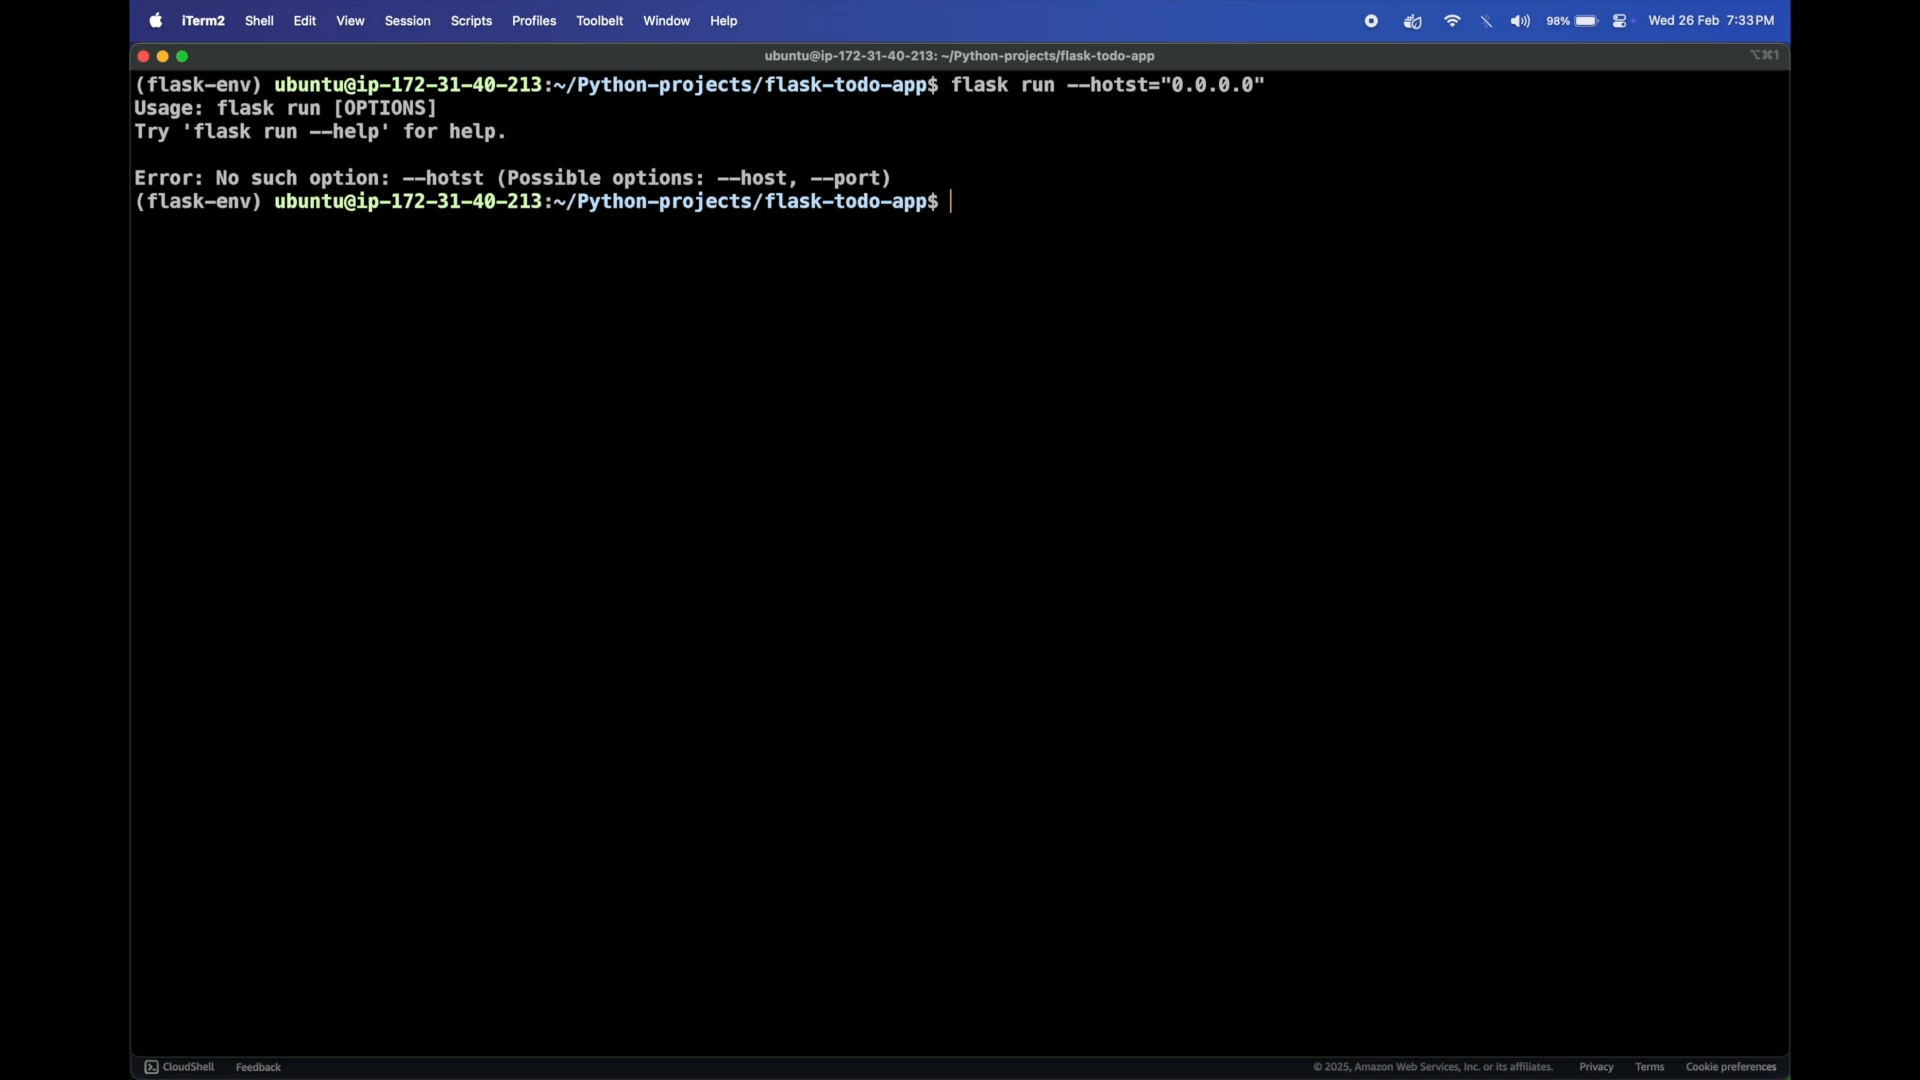 iTerm2 Shell Edit View Session Scripts Profiles Toolbelt Window Help 98% Wed 26 Feb 7:33 PM
ubuntu@ip-172-31-40-213: ~/Python-projects/flask-todo-app ⌥⌘1
(flask-env) ubuntu@ip-172-31-40-213:~/Python-projects/flask-todo-app$ flask run --hotst="0.0.0.0"
Usage: flask run [OPTIONS]
Try 'flask run --help' for help.
Error: No such option: --hotst (Possible options: --host, --port)
(flask-env) ubuntu@ip-172-31-40-213:~/Python-projects/flask-todo-app$
CloudShell Feedback © 2025, Amazon Web Services, Inc. or its affiliates. Privacy Terms Cookie preferences